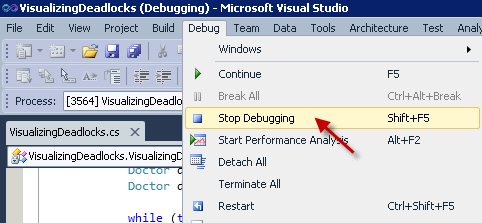 VisualizingDeadlocks (Debugging) - Microsoft Visual Studio
File Edit View Project Build Debug Team Data Tools Architecture Test Analy
Windows
Continue F5
Break All Ctrl+Alt+Break
Process: [3564] VisualizingDeadlo
Stop Debugging Shift+F5
VisualizingDeadlocks.cs
Start Performance Analysis Alt+F2
VisualizingDeadlocks.Visualizing
Detach All
Doctor d
Terminate All
Doctor d
Restart Ctrl+Shift+F5
while (t